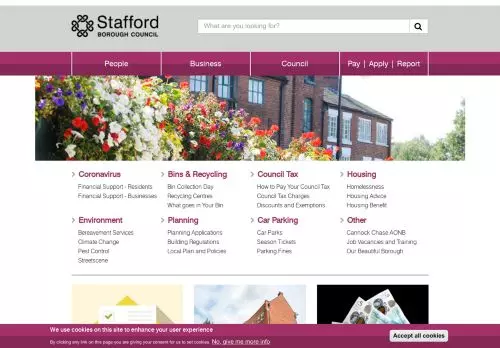 Stafford
BOROUGH COUNCIL
What are you looking for?
People
Business
Council
Pay | Apply | Report
Coronavirus
Financial Support - Residents
Financial Support - Businesses
Bins & Recycling
Bin Collection Day
Recycling Centres
What goes in Your Bin
Council Tax
How to Pay Your Council Tax
Council Tax Charges
Discounts and Exemptions
Housing
Homelessness
Housing Advice
Housing Benefit
Environment
Bereavement Services
Climate Change
Pest Control
Streetscene
Planning
Planning Applications
Building Regulations
Local Plan and Policies
Car Parking
Car Parks
Season Tickets
Parking Fines
Other
Cannock Chase AONB
Job Vacancies and Training
Our Beautiful Borough
We use cookies on this site to enhance your user experience
By clicking any link on this page you are giving your consent for us to set cookies. No, give me more info
Accept all cookies